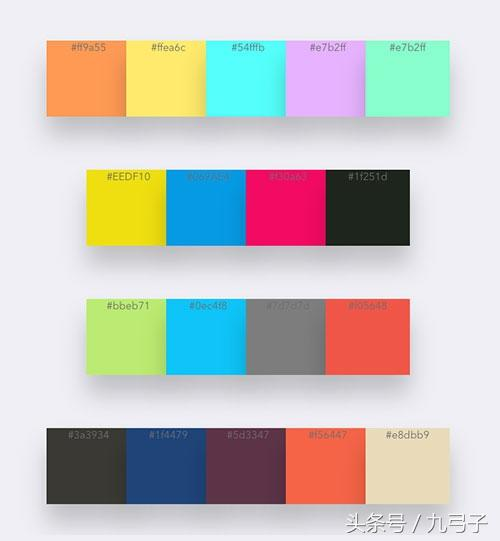 #ff9a55 #ffea6c #54fffb #e7b2ff #e7b2ff
#EEDF10 #069AE4 #f30a63 #1f251d
#bbeb71 #0ec4f8 #7d7d7d #f05648
#3a3934 #1f4479 #5d3347 #f56447 #e8dbb9
头条号 / 九弓子